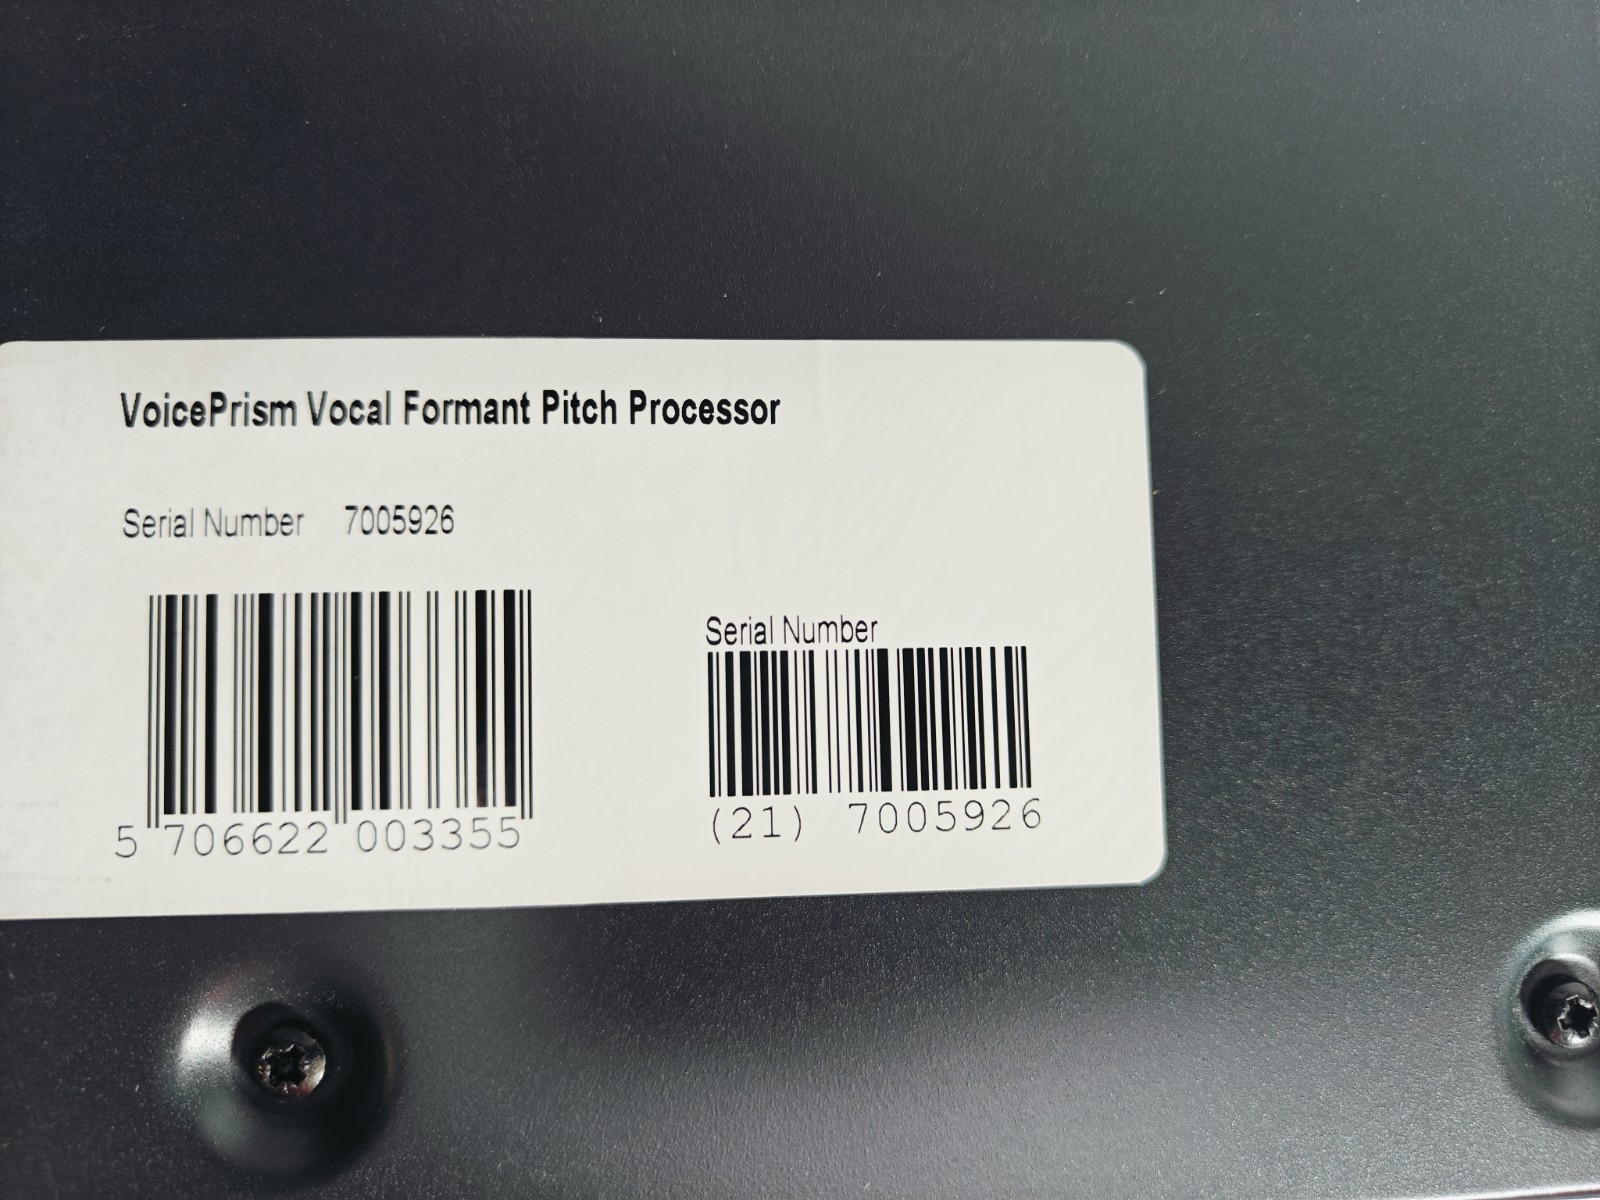 VoicePrism Vocal Formant Pitch Processor
Serial Number 7005926
Serial Number
5 706622 003355
(21) 7005926